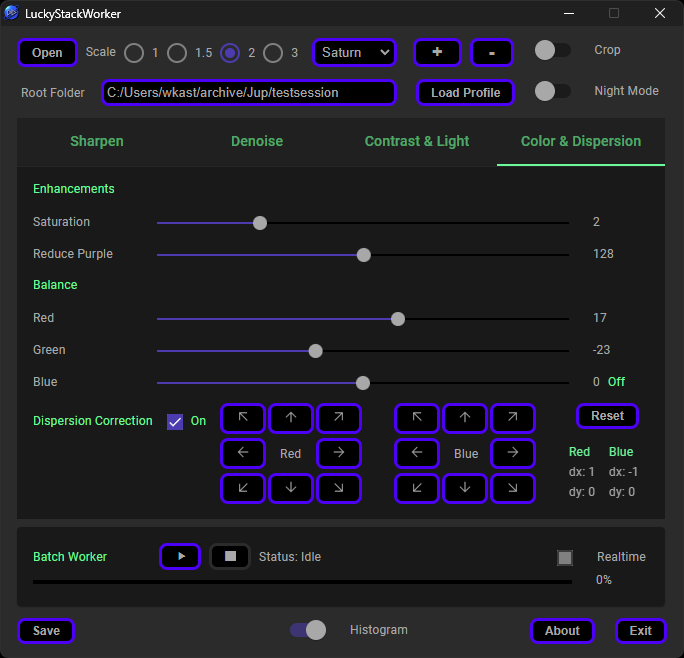 LuckyStackWorker
Open Scale 1 1.5 2 3 Saturn + - Crop
Root Folder C:/Users/wkast/archive/Jup/testsession Load Profile Night Mode
Sharpen Denoise Contrast & Light Color & Dispersion
Enhancements
Saturation 2
Reduce Purple 128
Balance
Red 17
Green -23
Blue 0 Off
Dispersion Correction On Reset
Red Blue Red Blue
dx: 1 dx: -1
dy: 0 dy: 0
Batch Worker Status: Idle Realtime
0%
Save Histogram About Exit